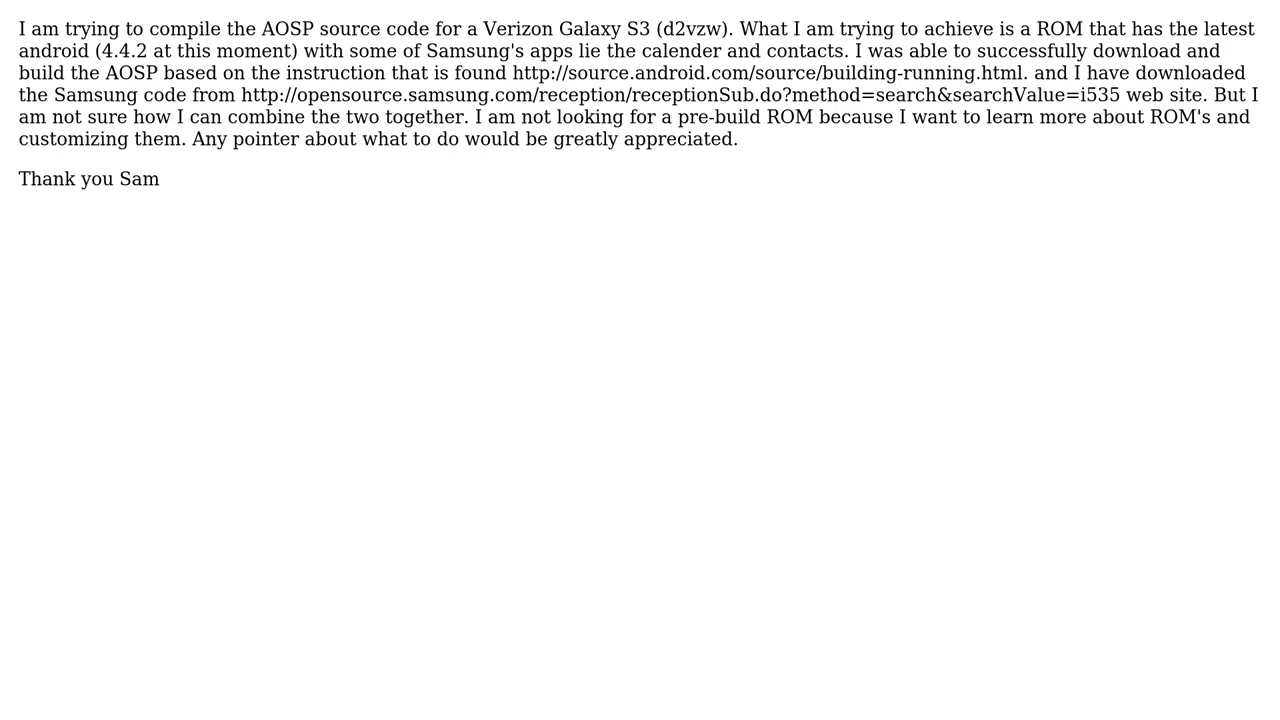 I am trying to compile the AOSP source code for a Verizon Galaxy S3 (d2vzw). What I am trying to achieve is a ROM that has the latest
android (4.4.2 at this moment) with some of Samsung's apps lie the calender and contacts. I was able to successfully download and
build the AOSP based on the instruction that is found http://source.android.com/source/building-running.html. and I have downloaded
the Samsung code from http://opensource.samsung.com/reception/receptionSub.do?method=search&searchValue=i535 web site. But I
am not sure how I can combine the two together. I am not looking for a pre-build ROM because I want to learn more about ROM's and
customizing them. Any pointer about what to do would be greatly appreciated.
Thank you Sam